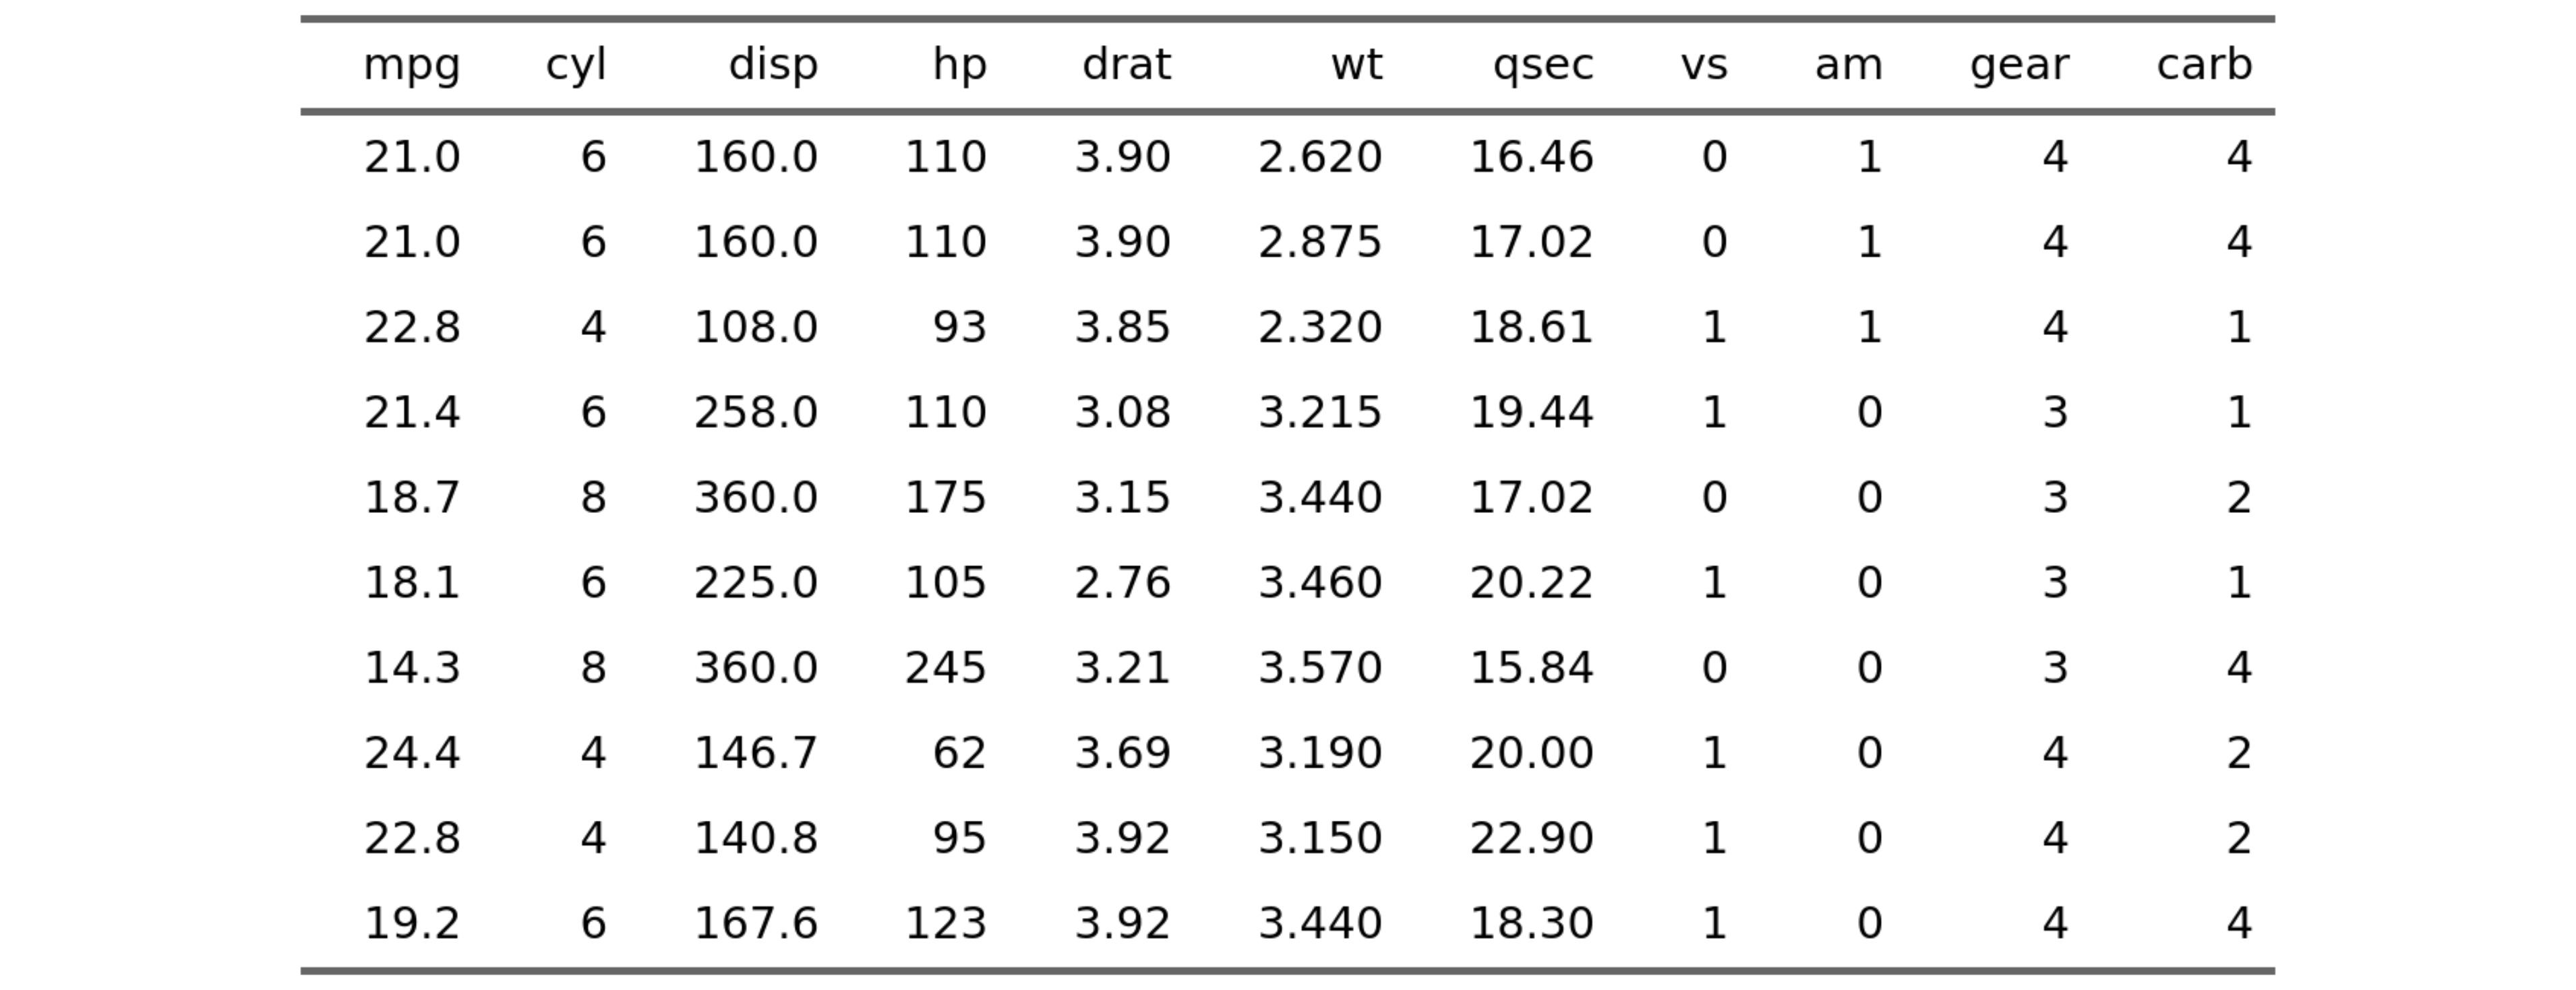 mpg cyl disp hp drat wt qsec vs am gear carb
21.0 6 160.0 110 3.90 2.620 16.46 0 1 4 4
21.0 6 160.0 110 3.90 2.875 17.02 0 1 4 4
22.8 4 108.0 93 3.85 2.320 18.61 1 1 4 1
21.4 6 258.0 110 3.08 3.215 19.44 1 0 3 1
18.7 8 360.0 175 3.15 3.440 17.02 0 0 3 2
18.1 6 225.0 105 2.76 3.460 20.22 1 0 3 1
14.3 8 360.0 245 3.21 3.570 15.84 0 0 3 4
24.4 4 146.7 62 3.69 3.190 20.00 1 0 4 2
22.8 4 140.8 95 3.92 3.150 22.90 1 0 4 2
19.2 6 167.6 123 3.92 3.440 18.30 1 0 4 4